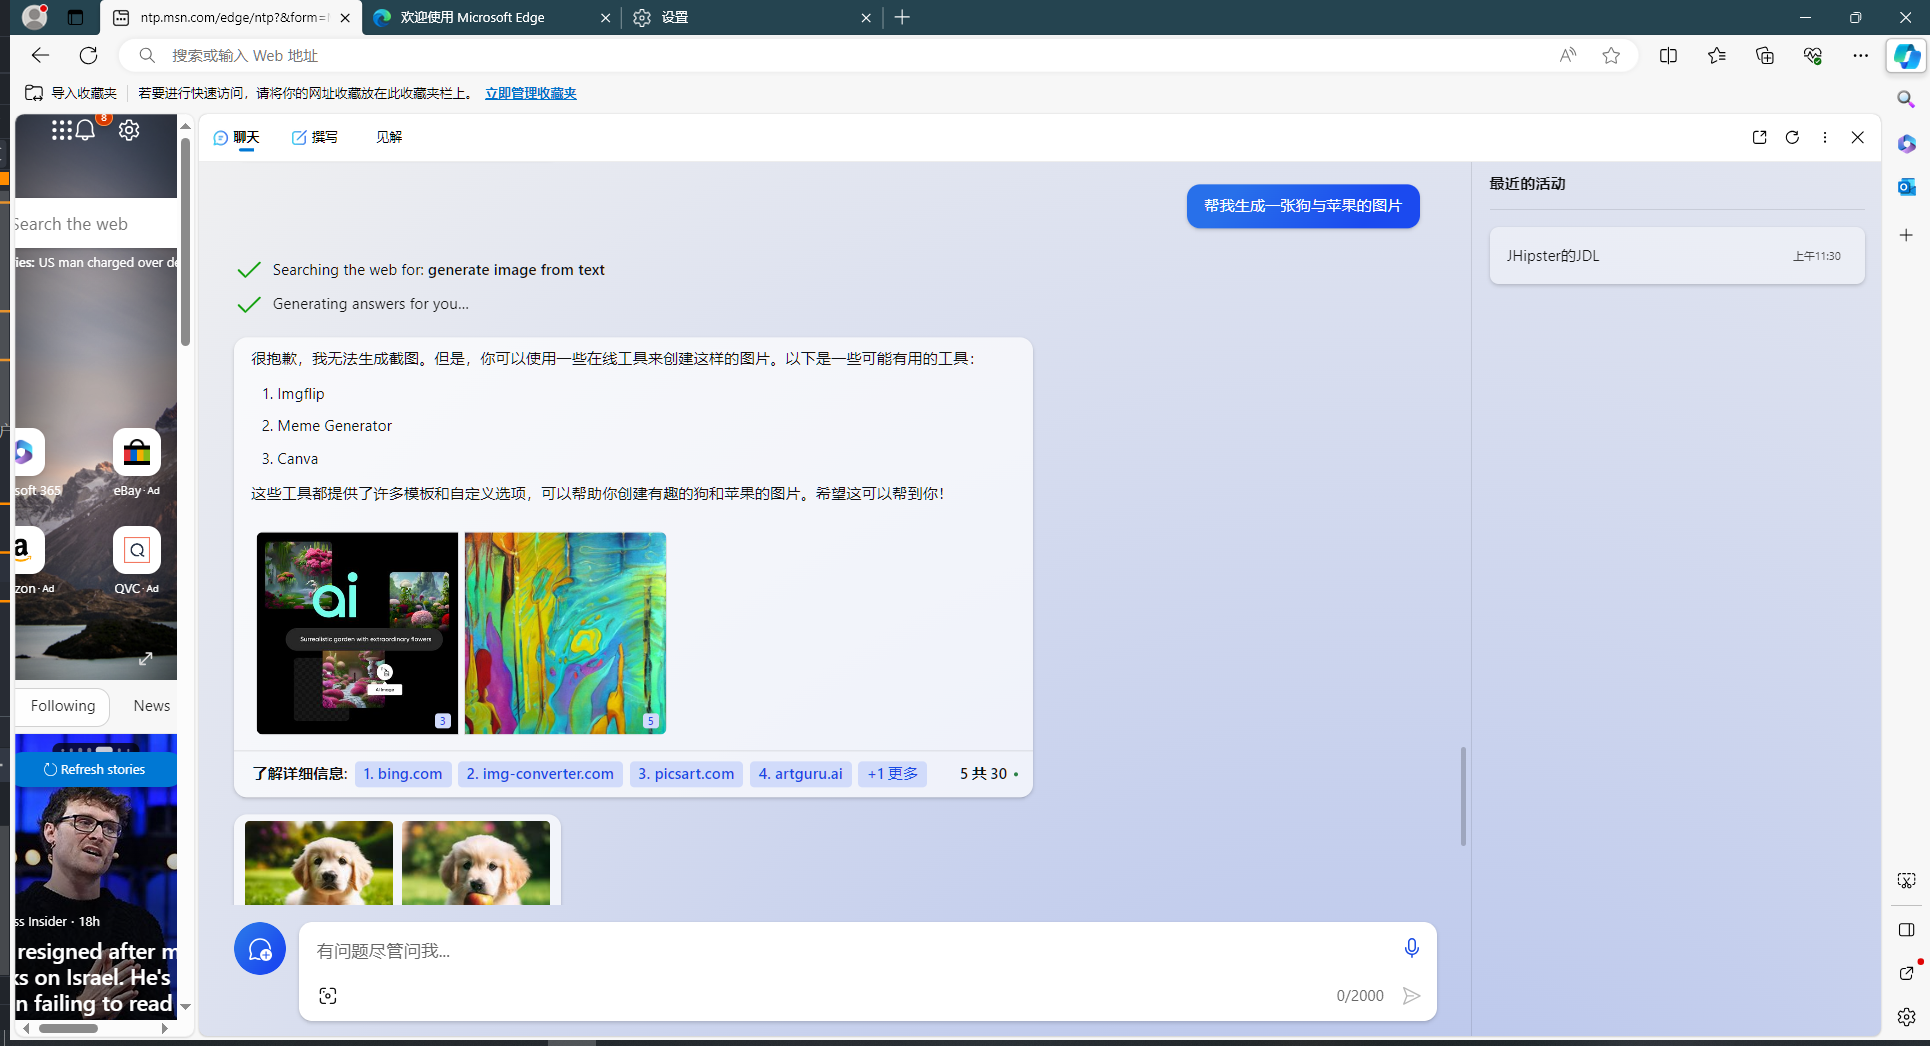 ntp.msn.com/edge/ntp?&form=
欢迎使用 Microsoft Edge
设置
搜索或输入 Web 地址
导入收藏夹
若要进行快速访问，请将你的网址收藏放在此收藏夹栏上。 立即管理收藏夹
8
Search the web
ies: US man charged over de
soft 365
eBay · Ad
a
zon · Ad
QVC · Ad
Following
News
Refresh stories
ss Insider · 18h
resigned after m
ks on Israel. He's
n failing to read
聊天
撰写
见解
帮我生成一张狗与苹果的图片
Searching the web for: generate image from text
Generating answers for you...
很抱歉，我无法生成截图。但是，你可以使用一些在线工具来创建这样的图片。以下是一些可能有用的工具：
1. Imgflip
2. Meme Generator
3. Canva
这些工具都提供了许多模板和自定义选项，可以帮助你创建有趣的狗和苹果的图片。希望这可以帮到你！
ai
Surrealistic garden with extraordinary flowers
AI Image
3
5
了解详细信息: 1. bing.com 2. img-converter.com 3. picsart.com 4. artguru.ai +1 更多 5 共 30
有问题尽管问我...
0/2000
最近的活动
JHipster的JDL
上午11:30